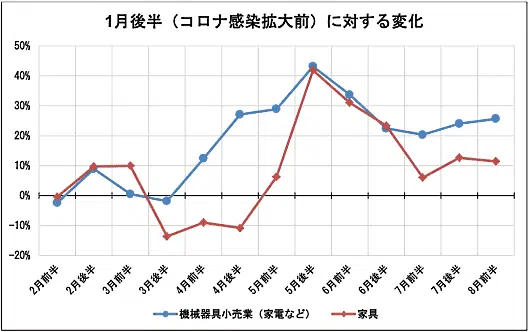 1月後半（コロナ感染拡大前）に対する変化
50%
40%
30%
20%
10%
0%
-10%
-20%
2月前半
2月後半
3月前半
3月後半
4月前半
4月後半
5月前半
5月後半
6月前半
6月後半
7月前半
7月後半
8月前半
機械器具小売業（家電など）
家具